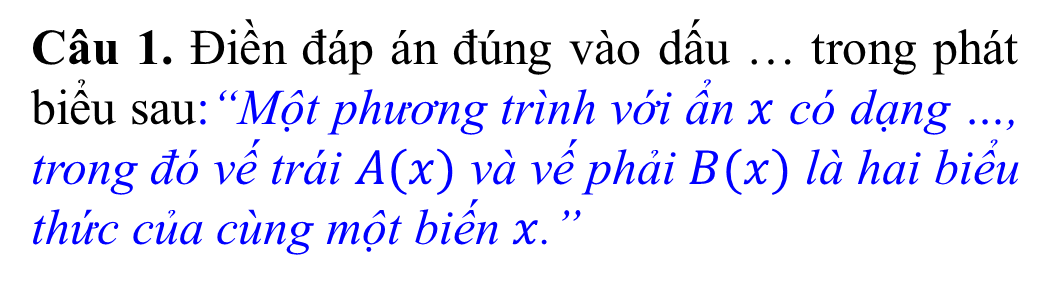 Câu 1. Điền đáp án đúng vào dấu … trong phát
biểu sau: “Một phương trình với ẩn x có dạng ...,
trong đó vế trái A(x) và vế phải B(x) là hai biểu
thức của cùng một biến x.”